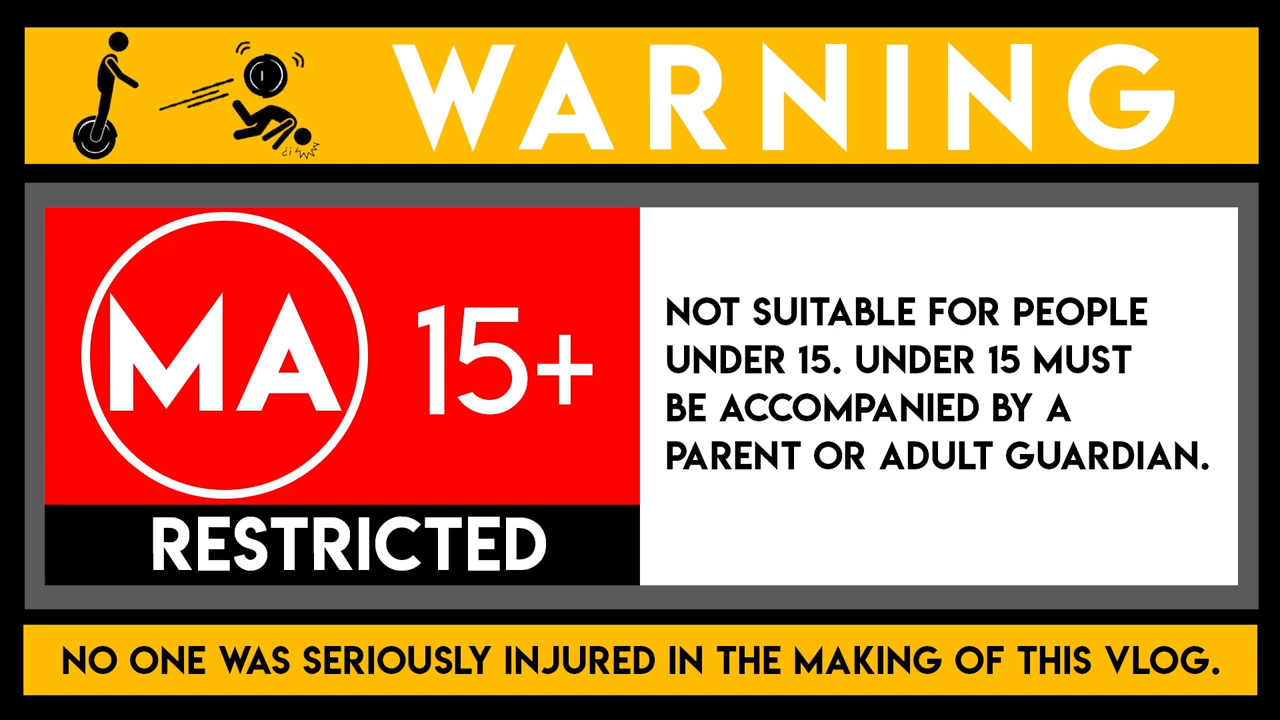 WARNING
MA 15+
RESTRICTED
NOT SUITABLE FOR PEOPLE
UNDER 15. UNDER 15 MUST
BE ACCOMPANIED BY A
PARENT OR ADULT GUARDIAN.
NO ONE WAS SERIOUSLY INJURED IN THE MAKING OF THIS VLOG.